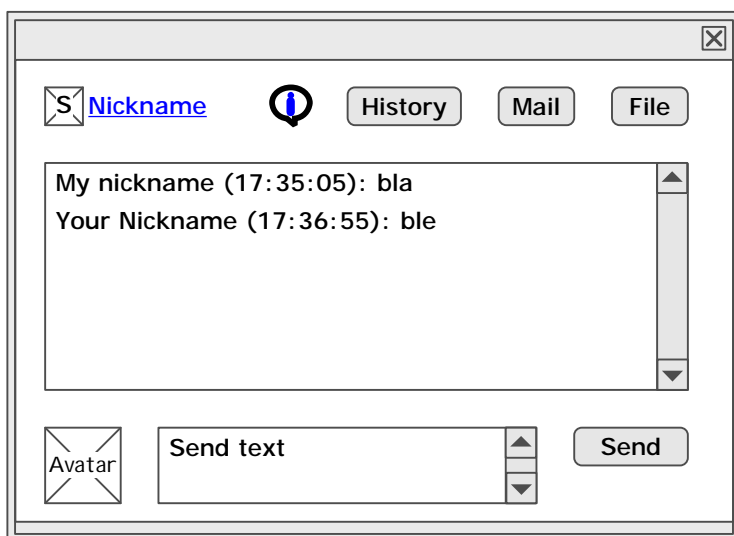 S Nickname i History Mail File
My nickname (17:35:05): bla
Your Nickname (17:36:55): ble
Avatar Send text Send